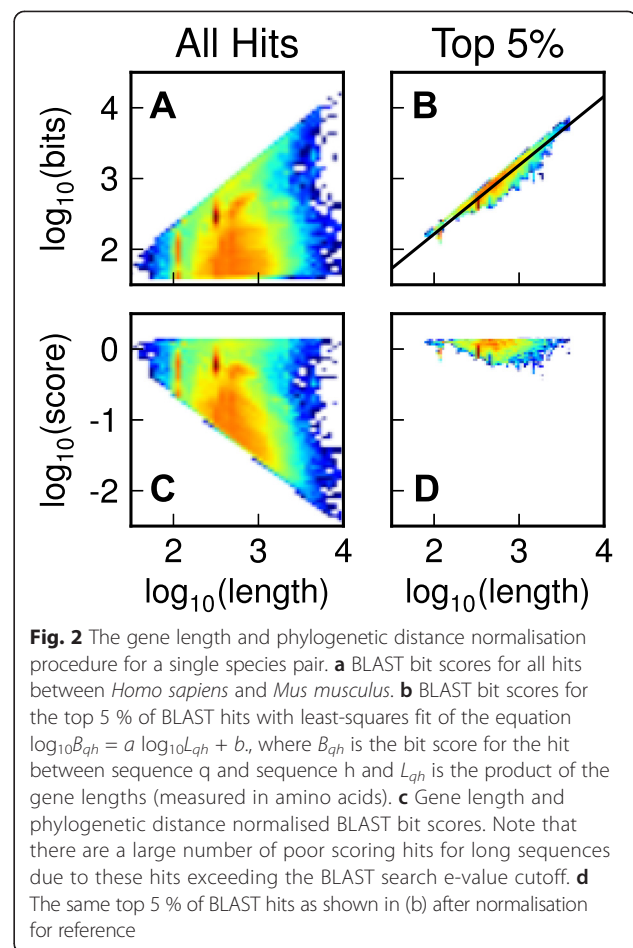 All Hits Top 5%
A B
4
3
2
log10(bits)
C D
0
-1
-2
log10(score)
2 3 4 2 3 4
log10(length) log10(length)
Fig. 2 The gene length and phylogenetic distance normalisation
procedure for a single species pair. a BLAST bit scores for all hits
between Homo sapiens and Mus musculus. b BLAST bit scores for
the top 5 % of BLAST hits with least-squares fit of the equation
log10Bqh = a log10Lqh + b., where Bqh is the bit score for the hit
between sequence q and sequence h and Lqh is the product of the
gene lengths (measured in amino acids). c Gene length and
phylogenetic distance normalised BLAST bit scores. Note that
there are a large number of poor scoring hits for long sequences
due to these hits exceeding the BLAST search e-value cutoff. d
The same top 5 % of BLAST hits as shown in (b) after normalisation
for reference